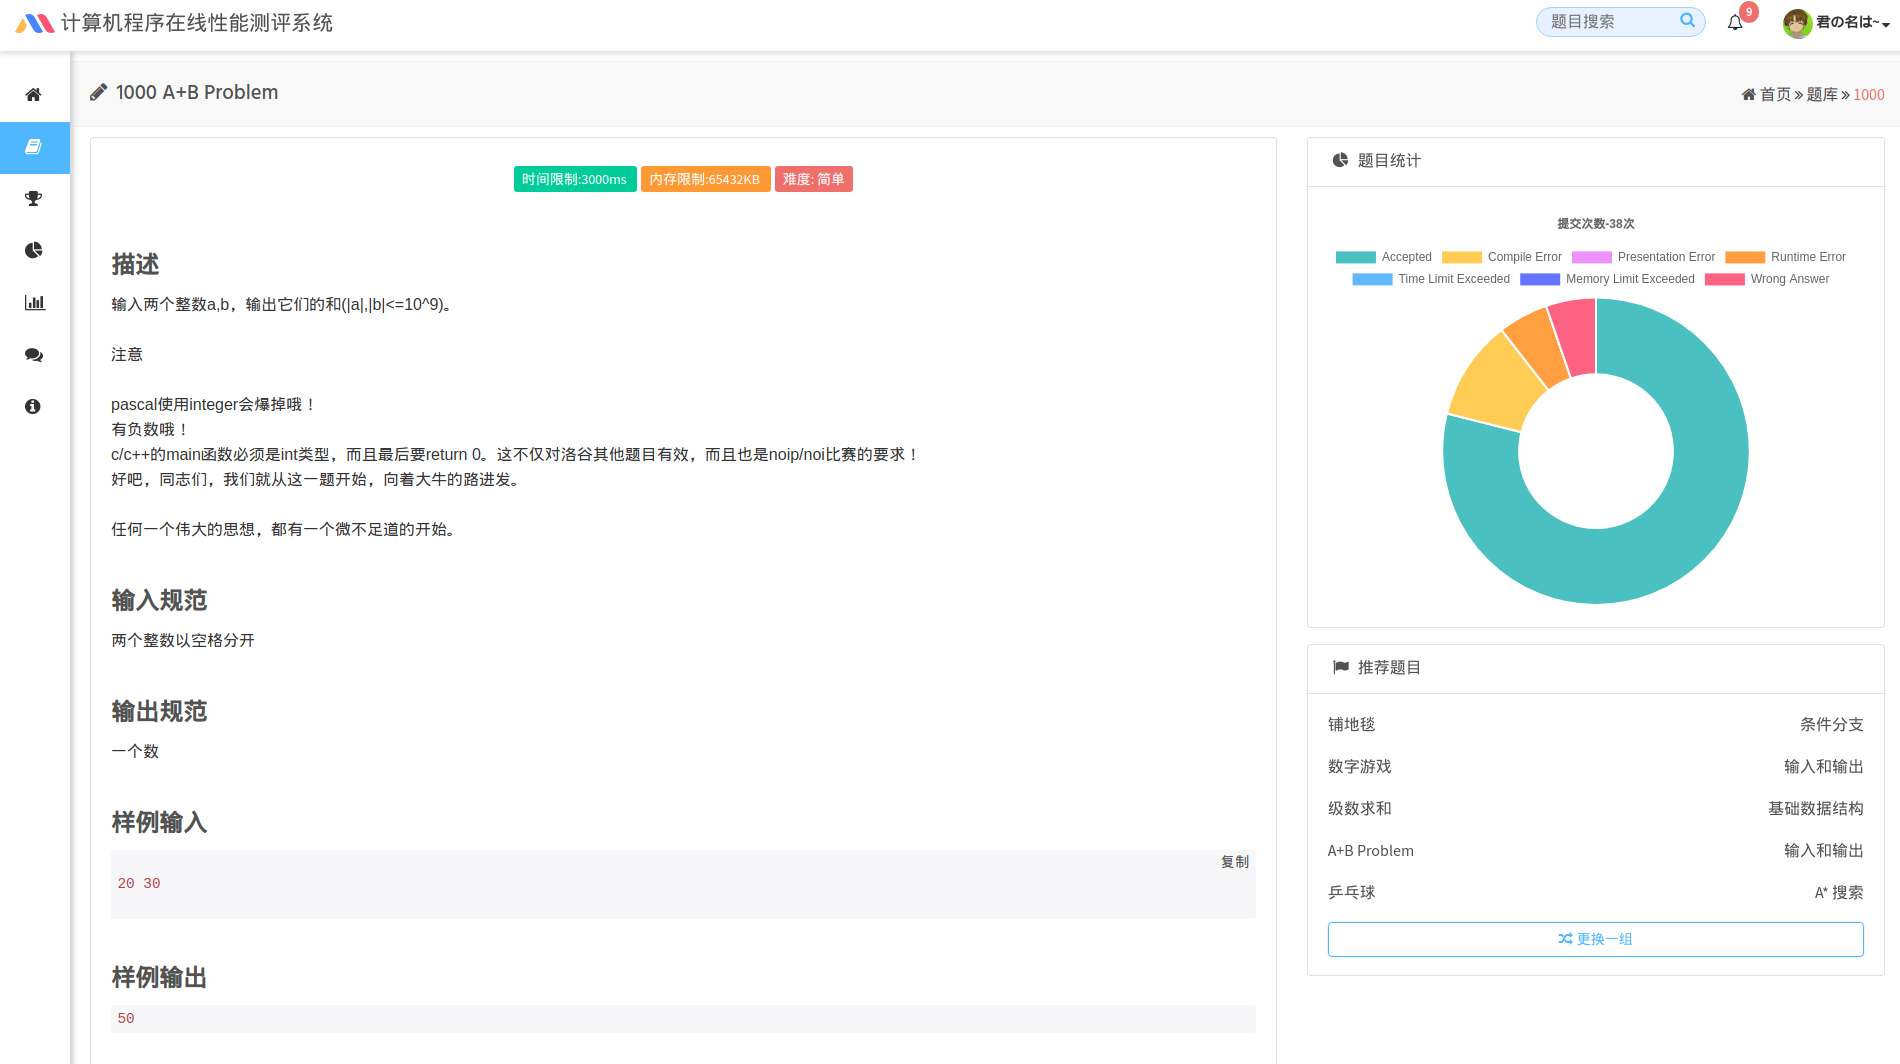 计算机程序在线性能测评系统
题目搜索
9
君の名は~
1000 A+B Problem
首页 » 题库 » 1000
时间限制:3000ms 内存限制:65432KB 难度: 简单
描述
输入两个整数a,b，输出它们的和(|a|,|b|<=10^9)。
注意
pascal使用integer会爆掉哦！
有负数哦！
c/c++的main函数必须是int类型，而且最后要return 0。这不仅对洛谷其他题目有效，而且也是noip/noi比赛的要求！
好吧，同志们，我们就从这一题开始，向着大牛的路进发。
任何一个伟大的思想，都有一个微不足道的开始。
输入规范
两个整数以空格分开
输出规范
一个数
样例输入
复制
20 30
样例输出
50
题目统计
提交次数-38次
Accepted Compile Error Presentation Error Runtime Error
Time Limit Exceeded Memory Limit Exceeded Wrong Answer
推荐题目
铺地毯 条件分支
数字游戏 输入和输出
级数求和 基础数据结构
A+B Problem 输入和输出
乒乓球 A* 搜索
更换一组